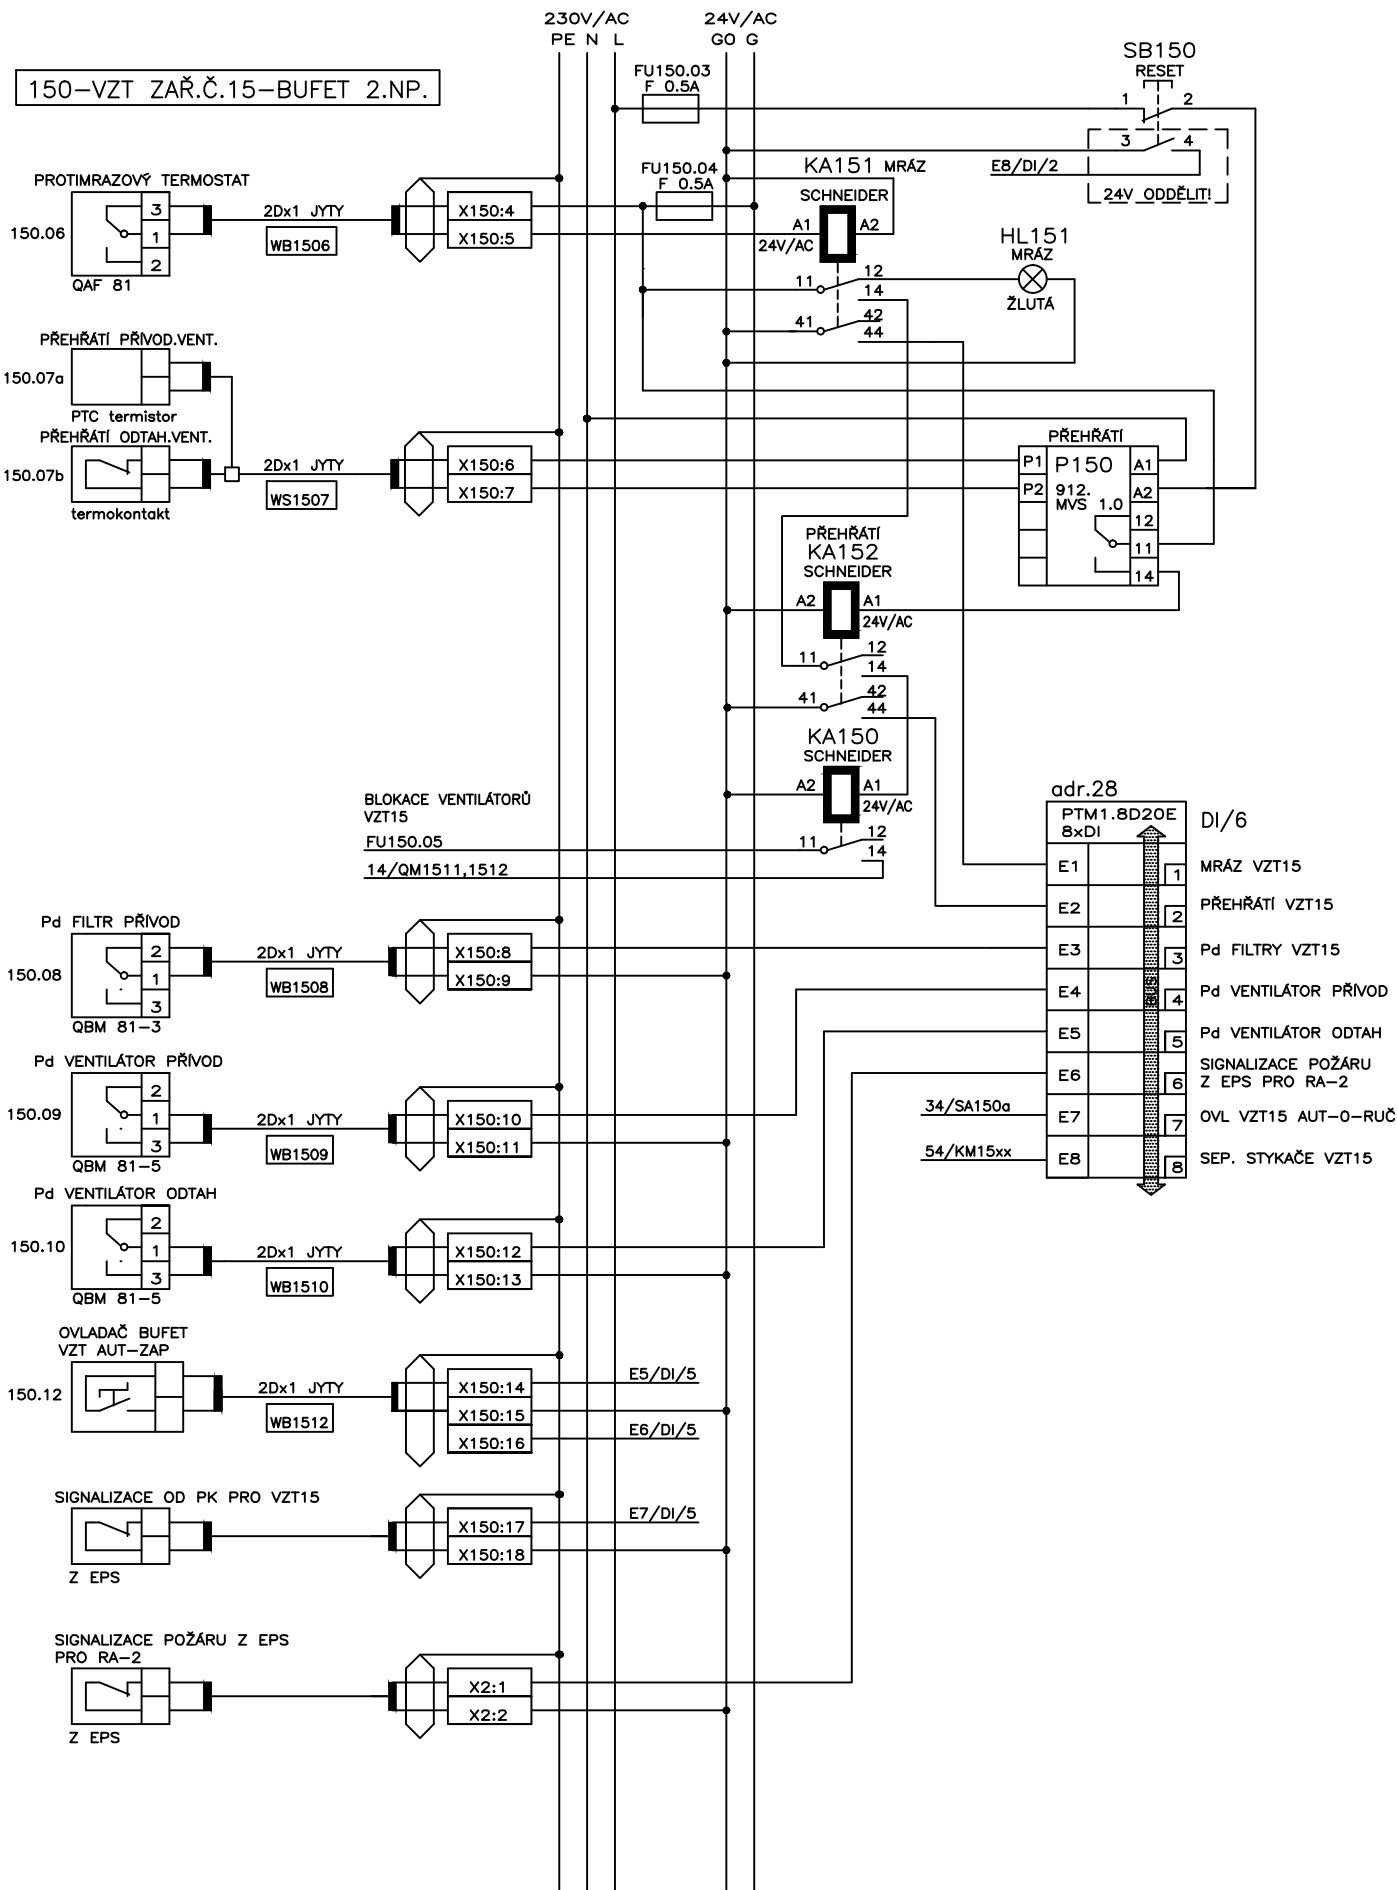 230V/AC
PE N L
24V/AC
G0 G
150-VZT ZAŘ.Č.15-BUFET 2.NP.
FU150.03
F 0.5A
SB150
RESET
1
2
3
4
E8/DI/2
24V ODDĚLIT!
PROTIMRAZOVÝ TERMOSTAT
150.06
3
1
2
QAF 81
2Dx1 JYTY
WB1506
X150:4
X150:5
FU150.04
F 0.5A
KA151 MRÁZ
SCHNEIDER
A1
A2
24V/AC
11
12
14
41
42
44
HL151
MRÁZ
ŽLUTÁ
PŘEHŘÁTÍ PŘÍVOD.VENT.
150.07a
PTC termistor
PŘEHŘÁTÍ ODTAH.VENT.
150.07b
termokontakt
2Dx1 JYTY
WS1507
X150:6
X150:7
PŘEHŘÁTÍ
P1
P150
A1
P2
912.
MVS 1.0
A2
12
11
14
PŘEHŘÁTÍ
KA152
SCHNEIDER
A2
A1
24V/AC
11
12
14
41
42
44
KA150
SCHNEIDER
A2
A1
24V/AC
11
12
14
BLOKACE VENTILÁTORŮ
VZT15
FU150.05
14/QM1511,1512
adr.28
PTM1.8D20E
8xDI
DI/6
BUS
E1
1
MRÁZ VZT15
E2
2
PŘEHŘÁTÍ VZT15
E3
3
Pd FILTRY VZT15
E4
4
Pd VENTILÁTOR PŘÍVOD
E5
5
Pd VENTILÁTOR ODTAH
E6
6
SIGNALIZACE POŽÁRU
Z EPS PRO RA-2
34/SA150a
E7
7
OVL VZT15 AUT-0-RUČ
54/KM15xx
E8
8
SEP. STYKAČE VZT15
Pd FILTR PŘÍVOD
150.08
2
1
3
QBM 81-3
2Dx1 JYTY
WB1508
X150:8
X150:9
Pd VENTILÁTOR PŘÍVOD
150.09
2
1
3
QBM 81-5
2Dx1 JYTY
WB1509
X150:10
X150:11
Pd VENTILÁTOR ODTAH
150.10
2
1
3
QBM 81-5
2Dx1 JYTY
WB1510
X150:12
X150:13
OVLADAČ BUFET
VZT AUT-ZAP
150.12
2Dx1 JYTY
WB1512
X150:14
X150:15
X150:16
E5/DI/5
E6/DI/5
SIGNALIZACE OD PK PRO VZT15
Z EPS
X150:17
X150:18
E7/DI/5
SIGNALIZACE POŽÁRU Z EPS
PRO RA-2
Z EPS
X2:1
X2:2